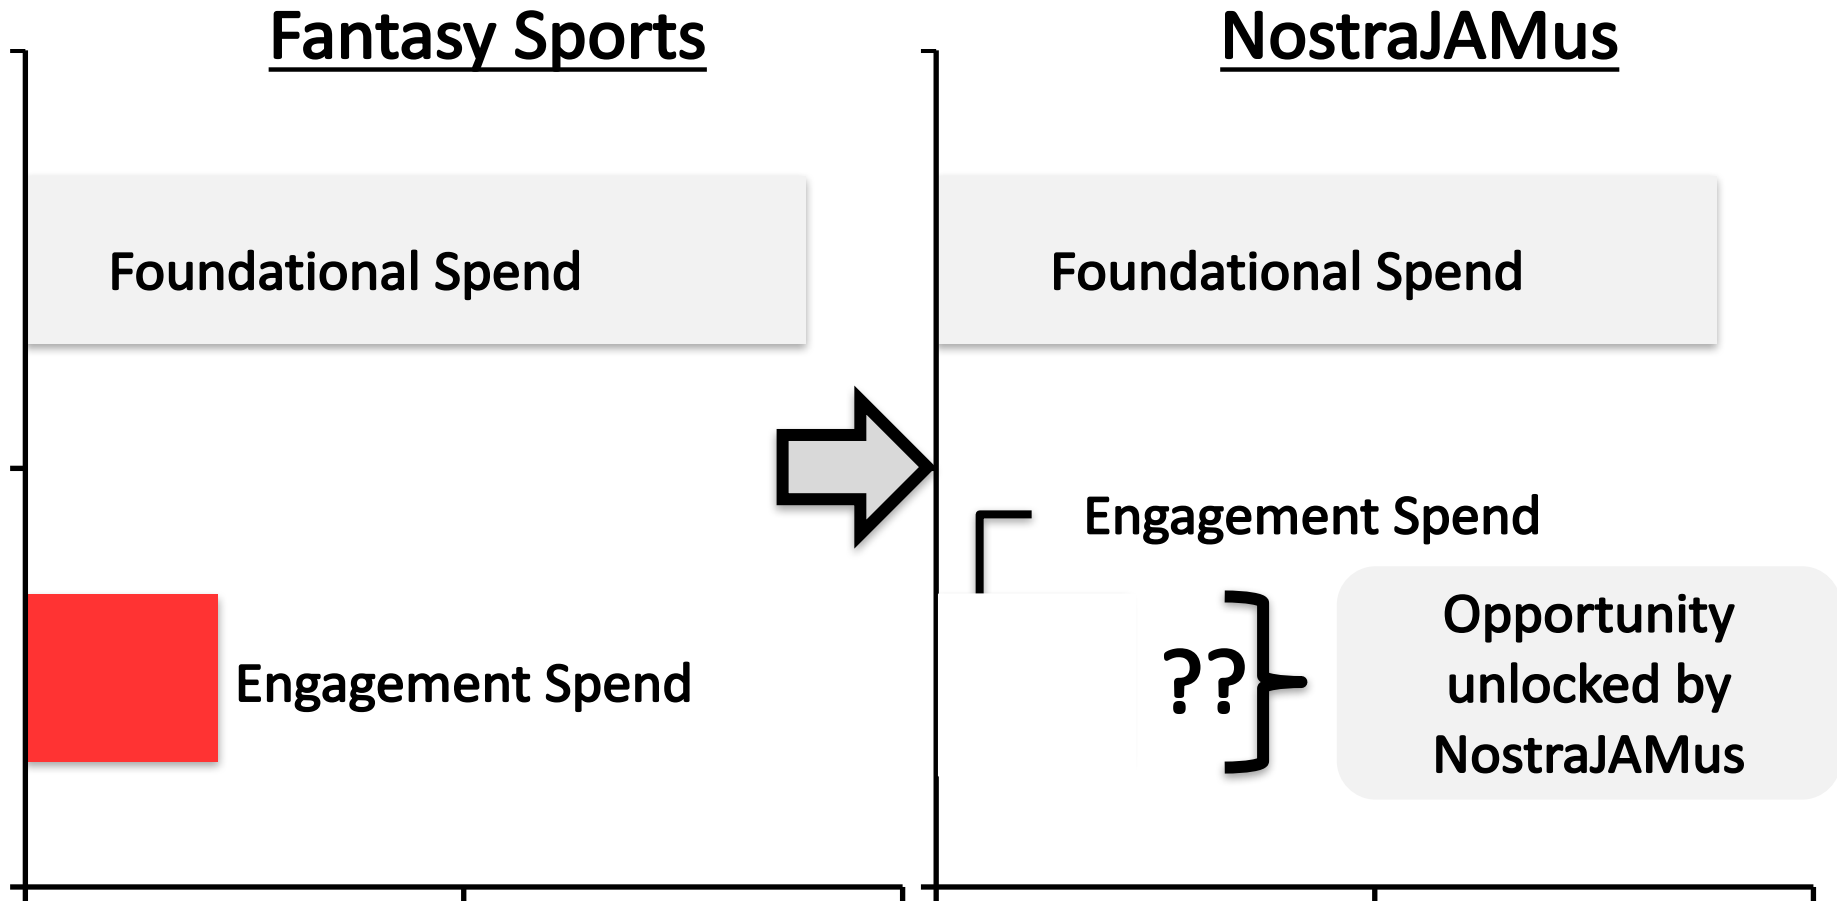 Fantasy Sports
Foundational Spend
Engagement Spend
NostraJAMus
Foundational Spend
Engagement Spend
??
Opportunity
unlocked by
NostraJAMus